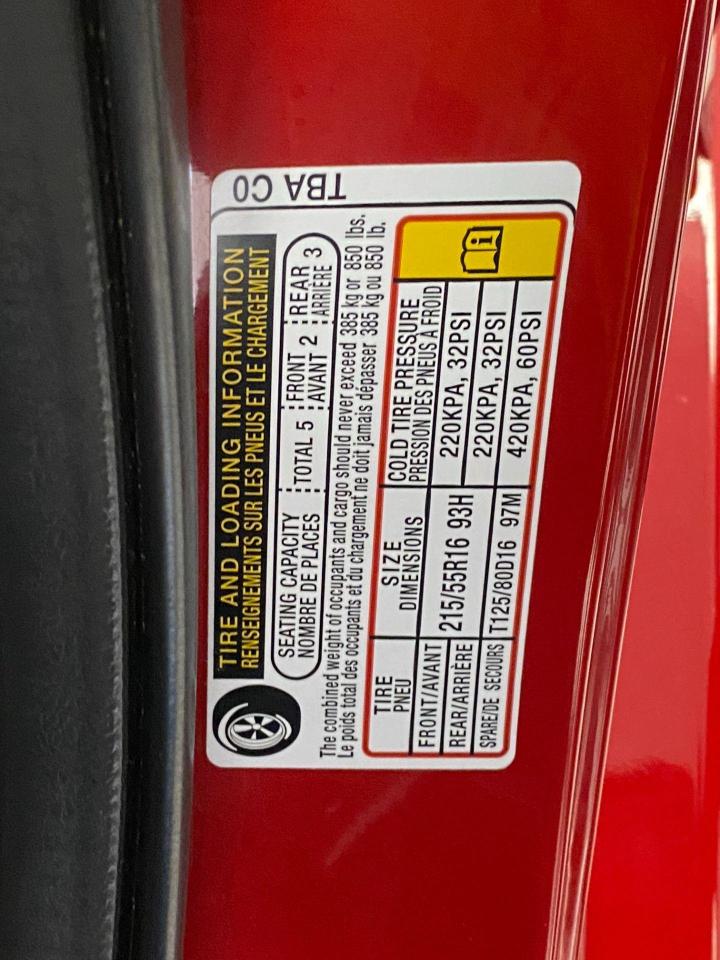 TIRE AND LOADING INFORMATION
RENSEIGNEMENTS SUR LES PNEUS ET LE CHARGEMENT
SEATING CAPACITY TOTAL 5 FRONT 2 REAR 3
NOMBRE DE PLACES AVANT ARRIÈRE
The combined weight of occupants and cargo should never exceed 385 kg or 850 lbs.
Le poids total des occupants et du chargement ne doit jamais dépasser 385 kg ou 850 lb.
TIRE SIZE COLD TIRE PRESSURE
PNEU DIMENSIONS PRESSION DES PNEUS À FROID
FRONT/AVANT 215/55R16 93H 220KPA, 32PSI
REAR/ARRIÈRE 220KPA, 32PSI
SPARE/DE SECOURS T125/80D16 97M 420KPA, 60PSI
TBA C0